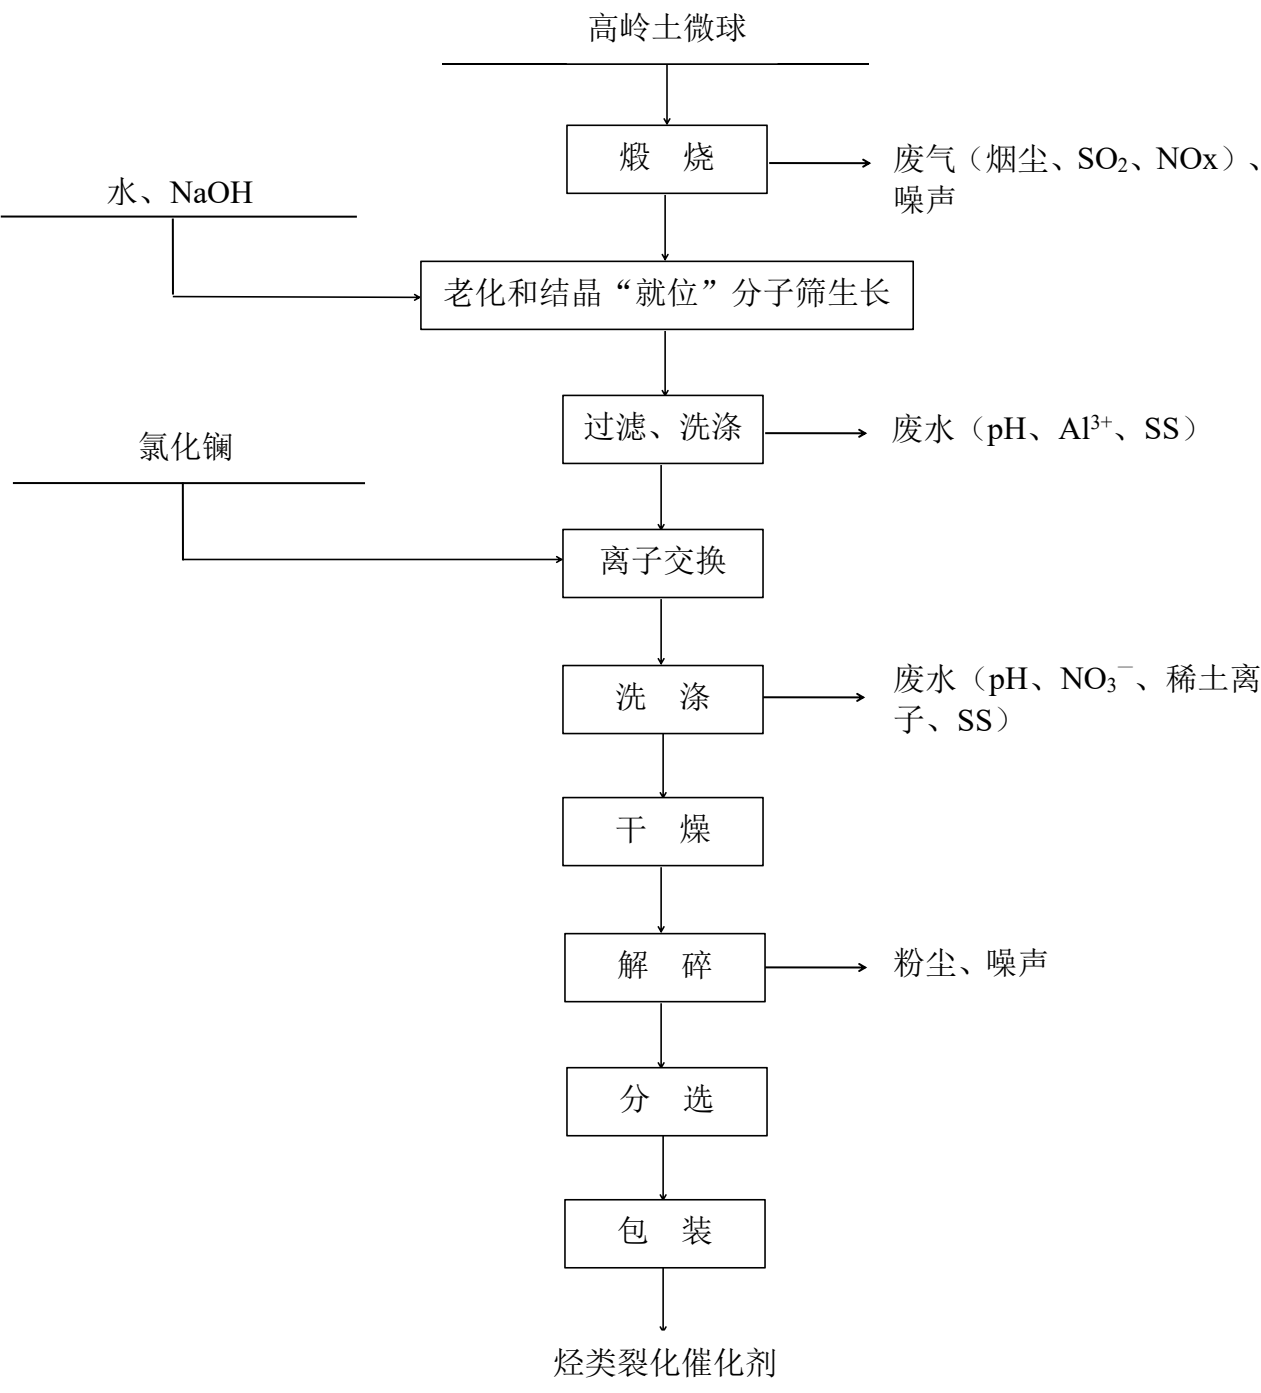 高岭土微球
煅 烧
废气（烟尘、SO₂、NOx）、
噪声
水、NaOH
老化和结晶“就位”分子筛生长
过滤、洗涤
废水（pH、Al³⁺、SS）
氯化镧
离子交换
洗 涤
废水（pH、NO₃⁻、稀土离
子、SS）
干 燥
解 碎
粉尘、噪声
分 选
包 装
烃类裂化催化剂